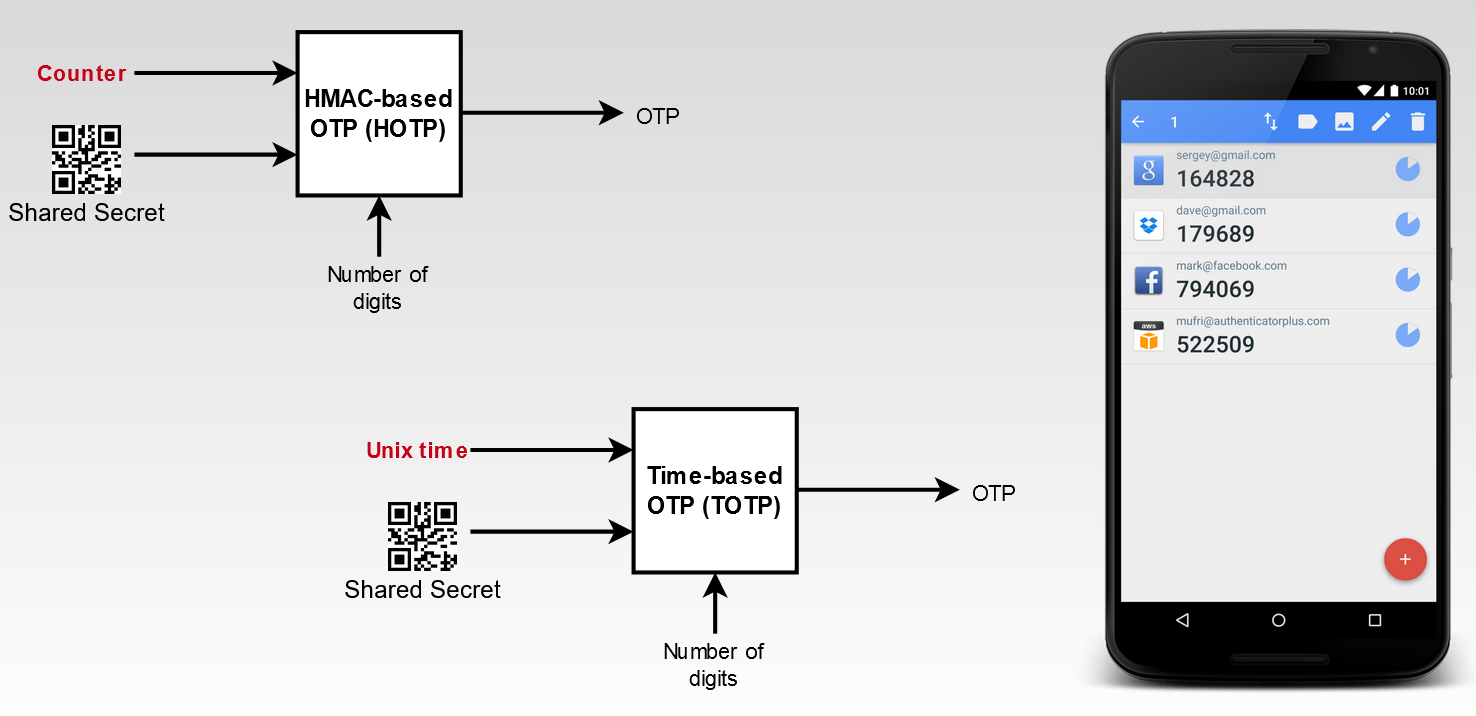 Counter
Shared Secret
HMAC-based
OTP (HOTP)
OTP
Number of
digits
Unix time
Shared Secret
Time-based
OTP (TOTP)
OTP
Number of
digits
10:01
1
sergey@gmail.com
g
164828
dave@gmail.com
179689
mark@facebook.com
f
794069
mufri@authenticatorplus.com
aws
522509
+